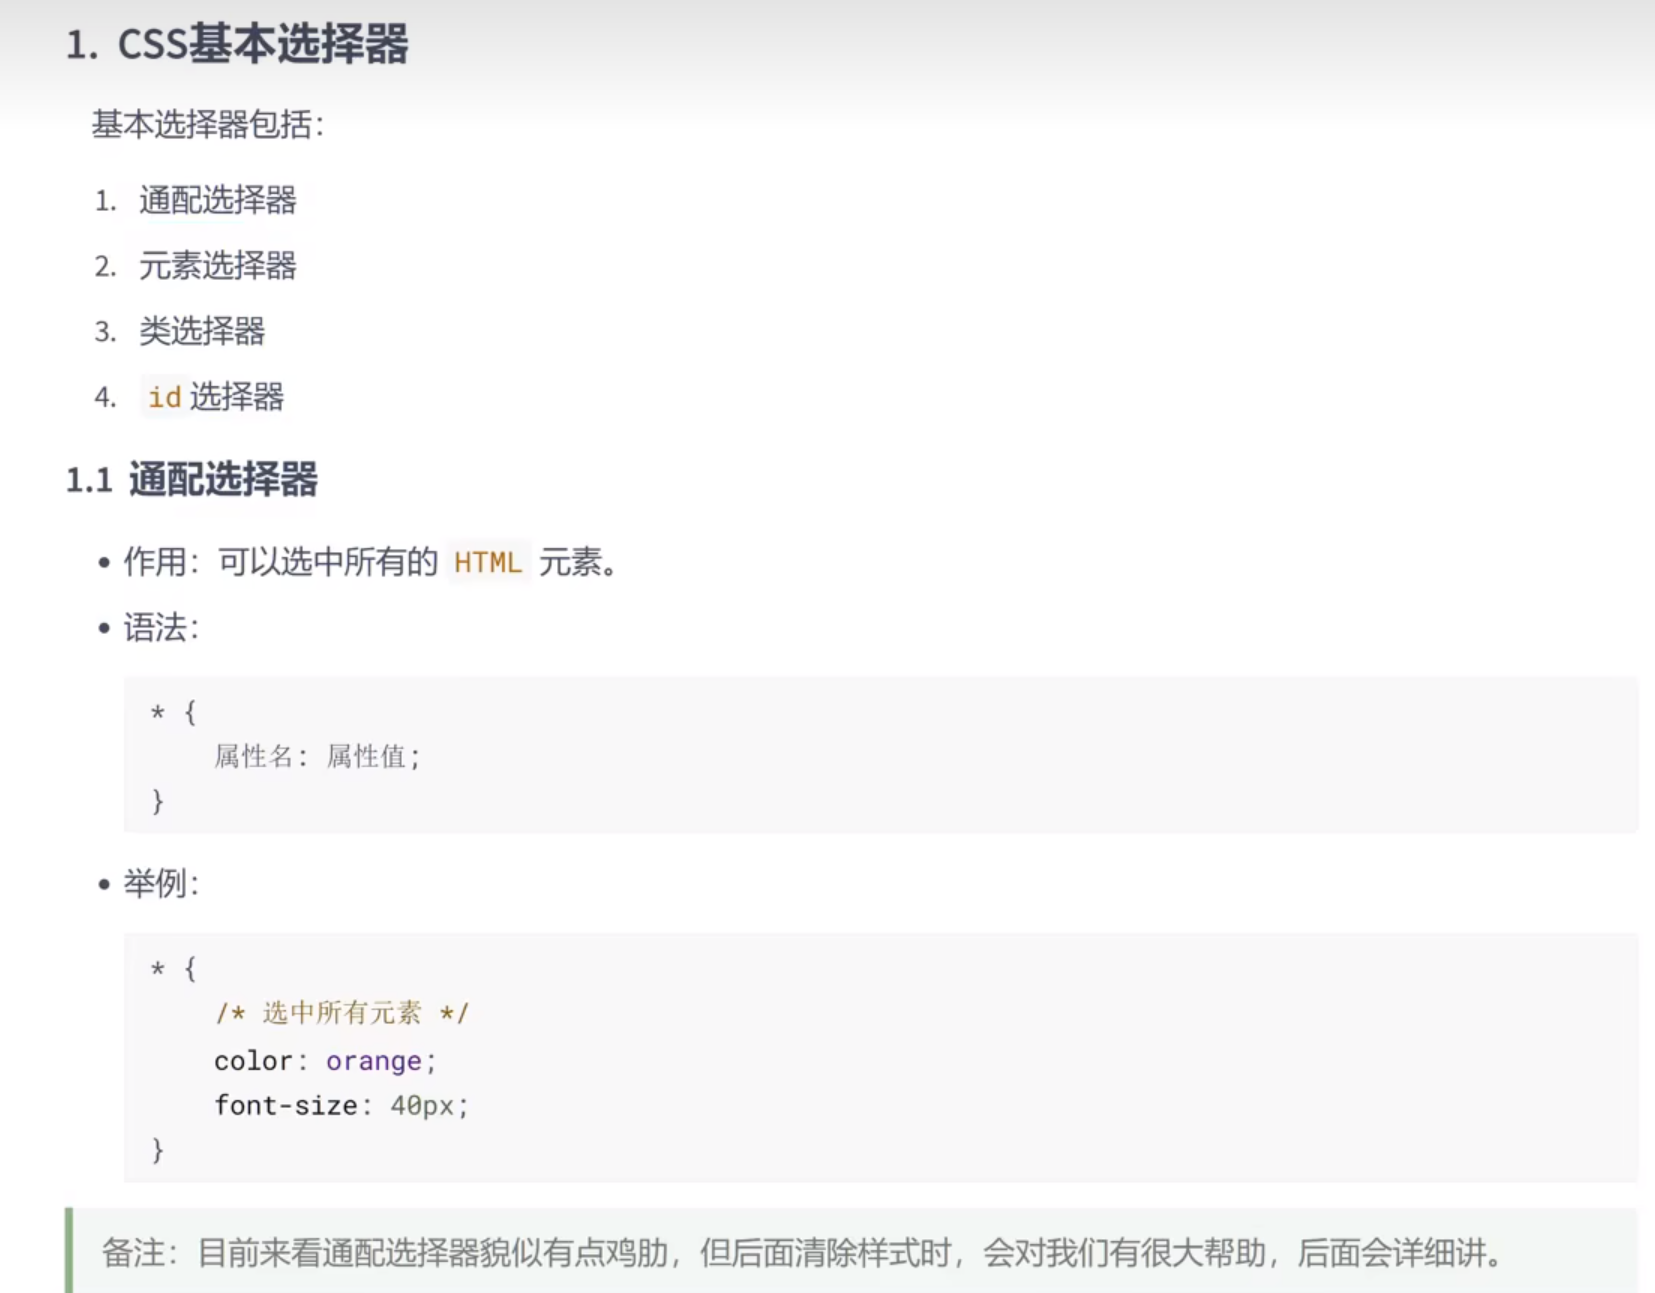 1. CSS基本选择器
基本选择器包括：
1. 通配选择器
2. 元素选择器
3. 类选择器
4. id选择器
1.1 通配选择器
• 作用：可以选中所有的 HTML 元素。
• 语法：
* {
属性名: 属性值;
}
• 举例：
* {
/* 选中所有元素 */
color: orange;
font-size: 40px;
}
备注：目前来看通配选择器貌似有点鸡肋，但后面清除样式时，会对我们有很大帮助，后面会详细讲。